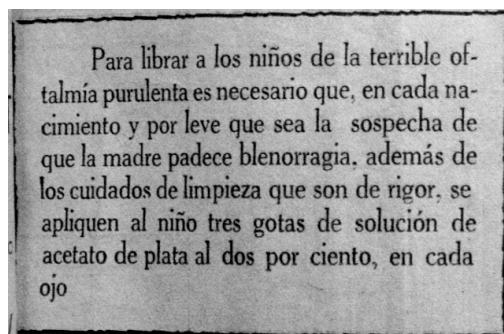 Para librar a los niños de la terrible of-
talmía purulenta es necesario que, en cada na-
cimiento y por leve que sea la sospecha de
que la madre padece blenorragia, además de
los cuidados de limpieza que son de rigor, se
apliquen al niño tres gotas de solución de
acetato de plata al dos por ciento, en cada
ojo